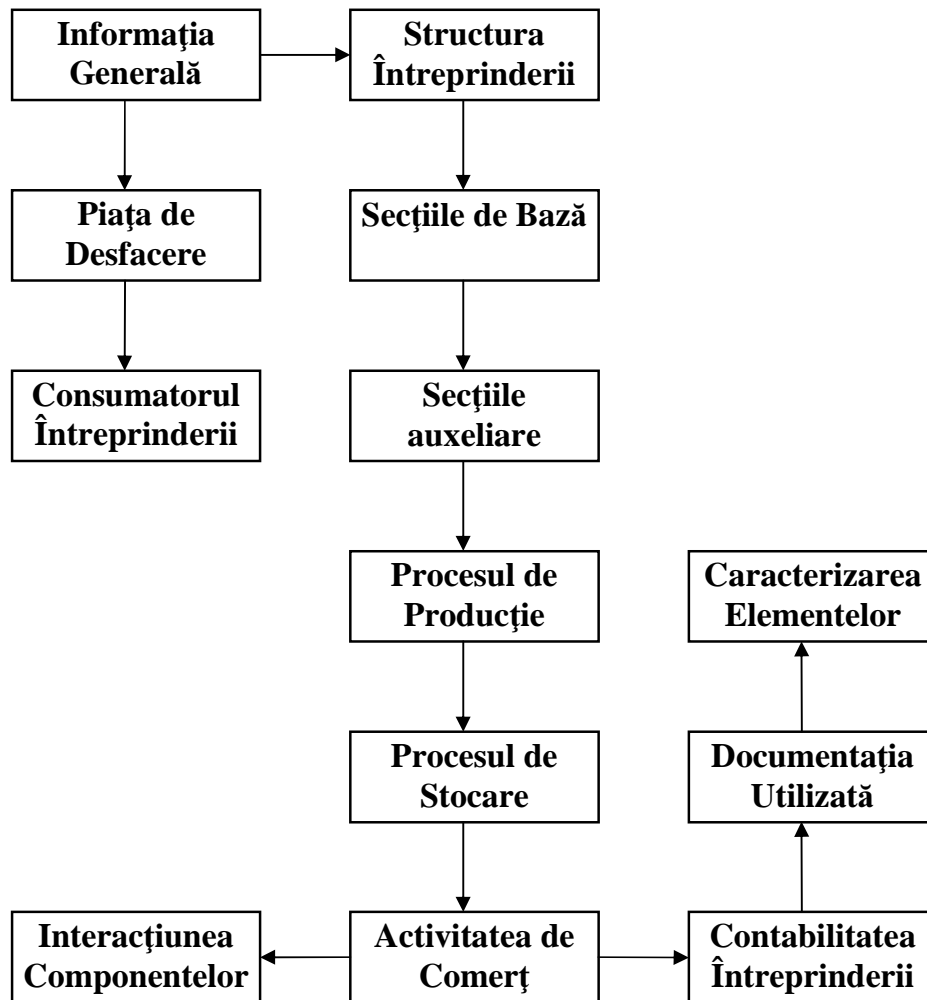 Informaţia
Generală
Structura
Întreprinderii
Piaţa de
Desfacere
Secţiile de Bază
Consumatorul
Întreprinderii
Secţiile
auxeliare
Procesul de
Producţie
Caracterizarea
Elementelor
Procesul de
Stocare
Documentaţia
Utilizată
Interacţiunea
Componentelor
Activitatea de
Comerţ
Contabilitatea
Întreprinderii